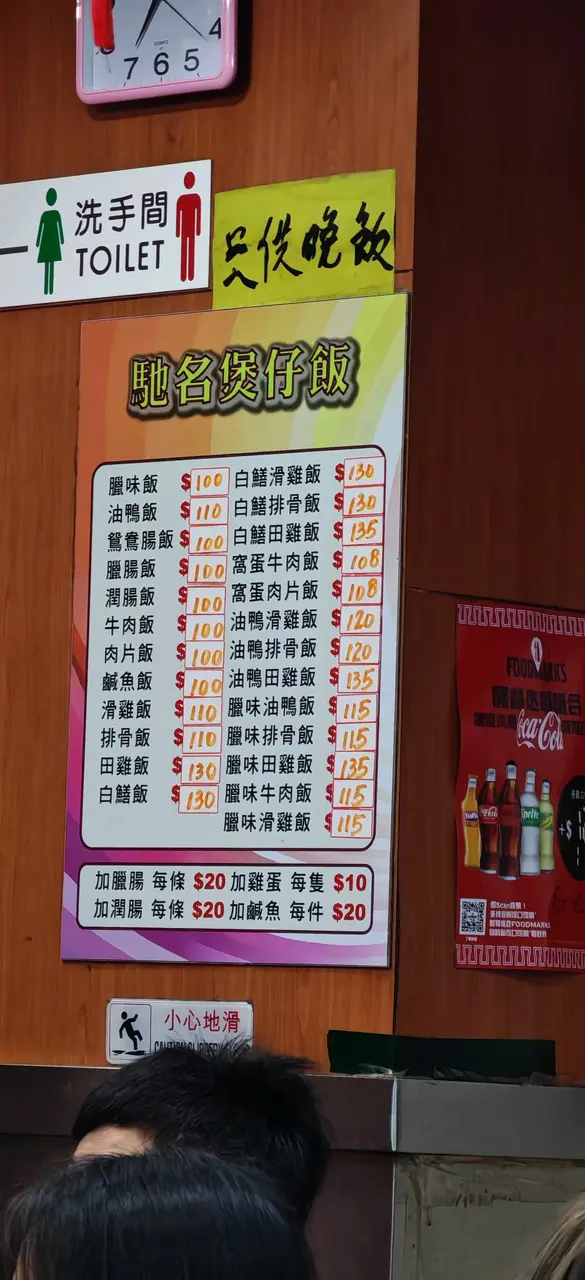 4
7 6 5
洗手間
TOILET
只供晚飯
馳名煲仔飯
臘味飯 $100
油鴨飯 $110
鴛鴦腸飯 $100
臘腸飯 $100
潤腸飯 $100
牛肉飯 $100
肉片飯 $100
鹹魚飯 $100
滑雞飯 $110
排骨飯 $110
田雞飯 $130
白鱔飯 $130
白鱔滑雞飯 $130
白鱔排骨飯 $130
白鱔田雞飯 $135
窩蛋牛肉飯 $108
窩蛋肉片飯 $108
油鴨滑雞飯 $120
油鴨排骨飯 $120
油鴨田雞飯 $135
臘味油鴨飯 $115
臘味排骨飯 $115
臘味田雞飯 $135
臘味牛肉飯 $115
臘味滑雞飯 $115
加臘腸 每條 $20 加雞蛋 每隻 $10
加潤腸 每條 $20 加鹹魚 每件 $20
FOODMARKS
Coca-Cola
Sprite
+$
小心地滑